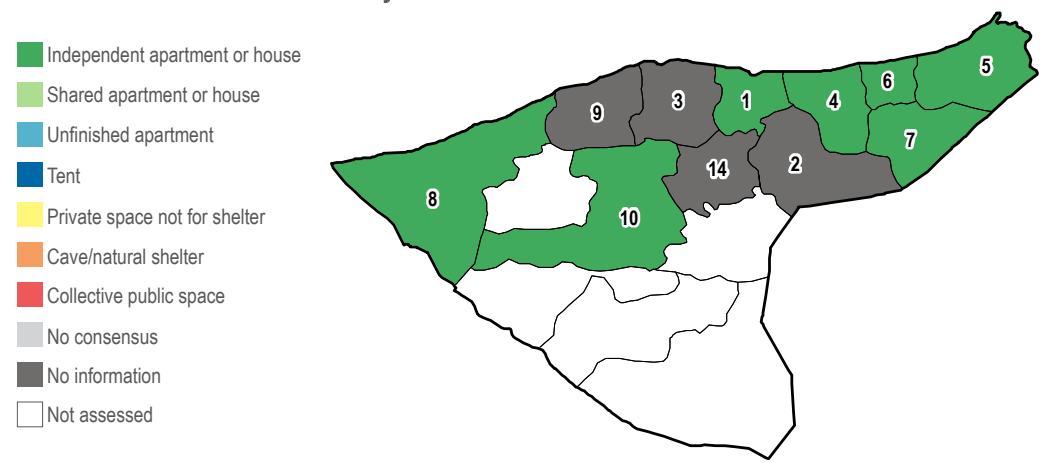 Independent apartment or house
Shared apartment or house
Unfinished apartment
Tent
Private space not for shelter
Cave/natural shelter
Collective public space
No consensus
No information
Not assessed
5
6
3
1
4
9
7
2
14
8
10